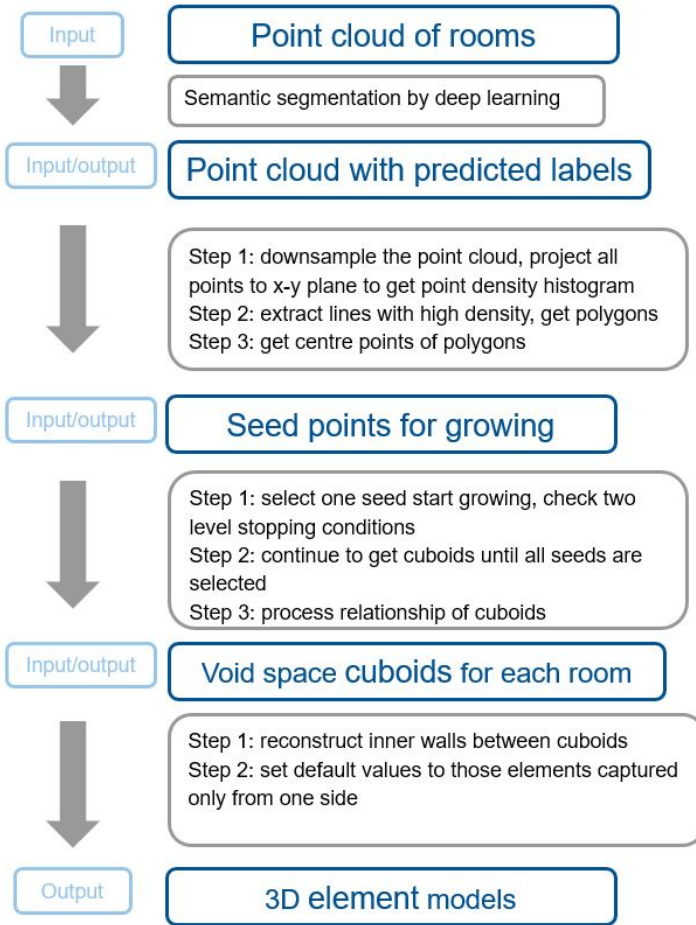 Input
Point cloud of rooms
Semantic segmentation by deep learning
Input/output
Point cloud with predicted labels
Step 1: downsample the point cloud, project all
points to x-y plane to get point density histogram
Step 2: extract lines with high density, get polygons
Step 3: get centre points of polygons
Input/output
Seed points for growing
Step 1: select one seed start growing, check two
level stopping conditions
Step 2: continue to get cuboids until all seeds are
selected
Step 3: process relationship of cuboids
Input/output
Void space cuboids for each room
Step 1: reconstruct inner walls between cuboids
Step 2: set default values to those elements captured
only from one side
Output
3D element models